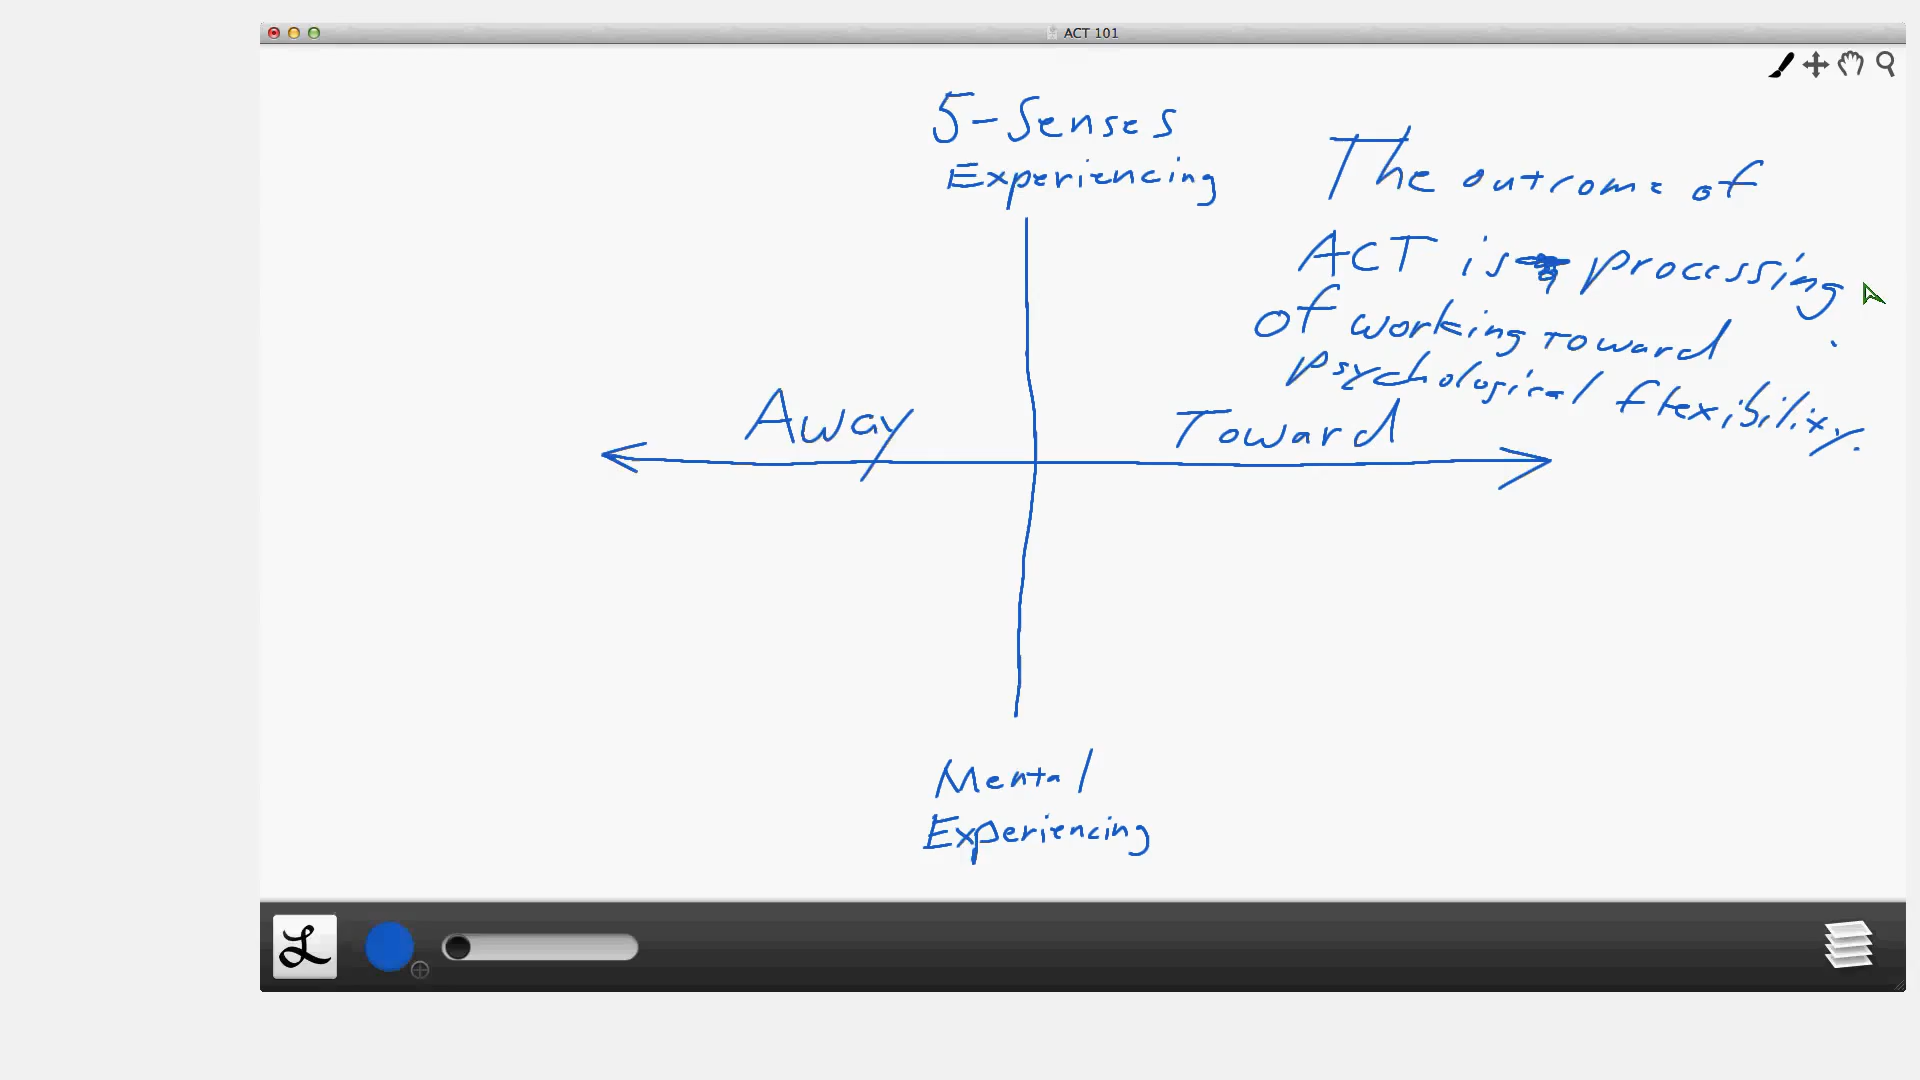 ACT 101
5-Senses
Experiencing
The outcome of
ACT is processing
of working toward
psychological flexibility.
Away
Toward
Mental
Experiencing